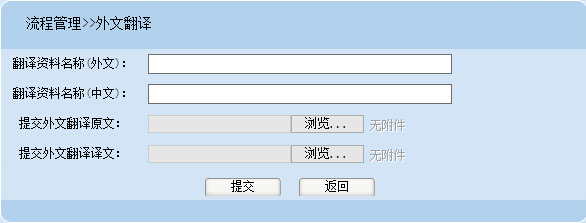 流程管理>>外文翻译
翻译资料名称(外文)：
翻译资料名称(中文)：
提交外文翻译原文： 浏览... 无附件
提交外文翻译译文： 浏览... 无附件
提交 返回